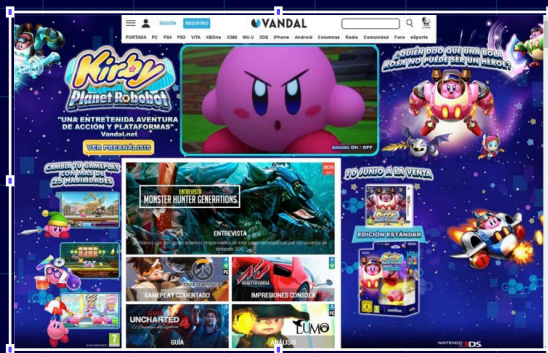 SESIÓN
REGISTRO
VANDAL
PORTADA PC PS4 PS3 VITA XBOne X360 Wii U 3DS iPhone Android Columnas Radio Comunidad Foro eSports
Kirby
Planet Robobot
"UNA ENTRETENIDA AVENTURA
DE ACCIÓN Y PLATAFORMAS".
Vandal.net
VER PREANÁLISIS
SONIDO ON / OFF
¿QUIÉN DIJO QUE UNA BOLA
ROSA NO PUEDE SER UN HÉROE?
CAMBIA TU GAMEPLAY
CON MÁS DE
25 HABILIDADES
ENTREVISTA
MONSTER HUNTER GENERATIONS
ENTREVISTA
OVERWATCH
GAMEPLAY COMENTADO
IMPRESIONES CONSOLA
UNCHARTED 4
GUÍA
LUMO
ANÁLISIS
10 JUNIO A LA VENTA
EDICIÓN ESTÁNDAR
7
NINTENDO 3DS